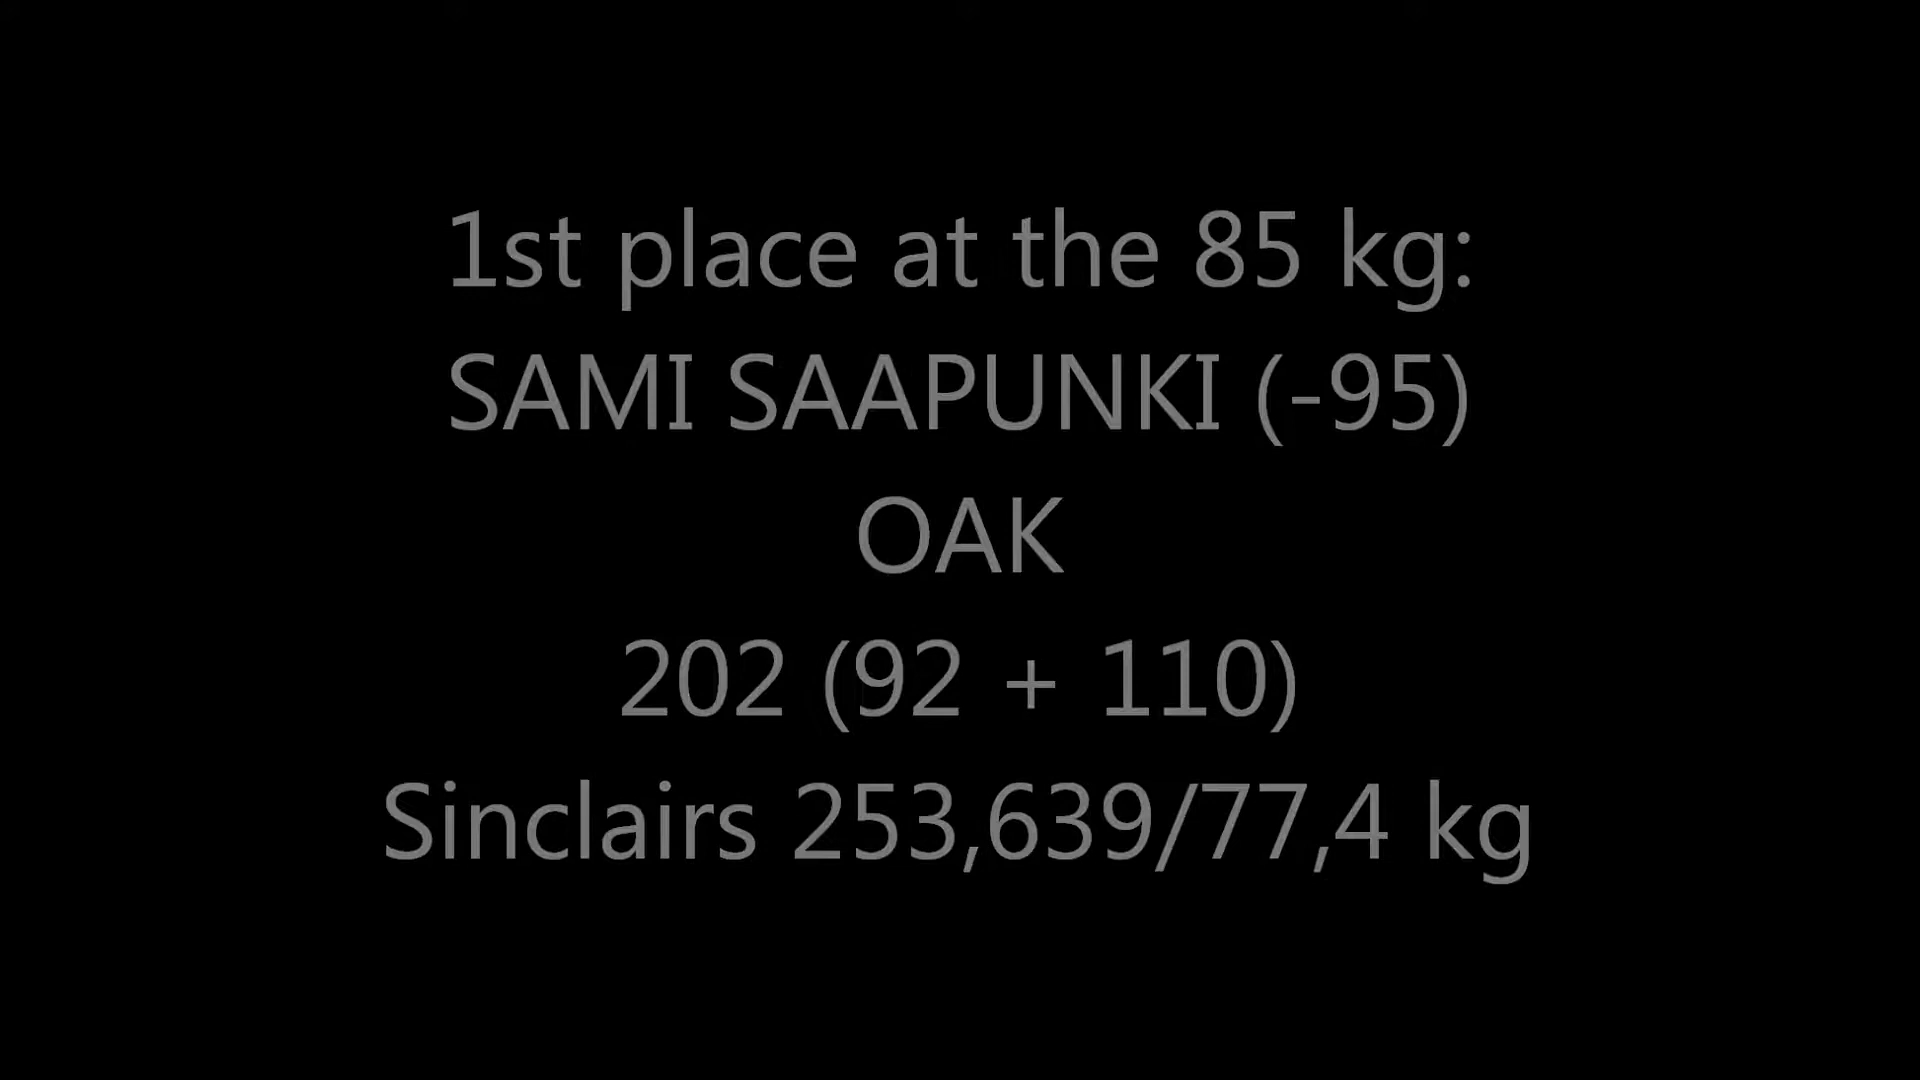 1st place at the 85 kg:
SAMI SAAPUNKI (-95)
OAK
202 (92 + 110)
Sinclairs 253,639/77,4 kg